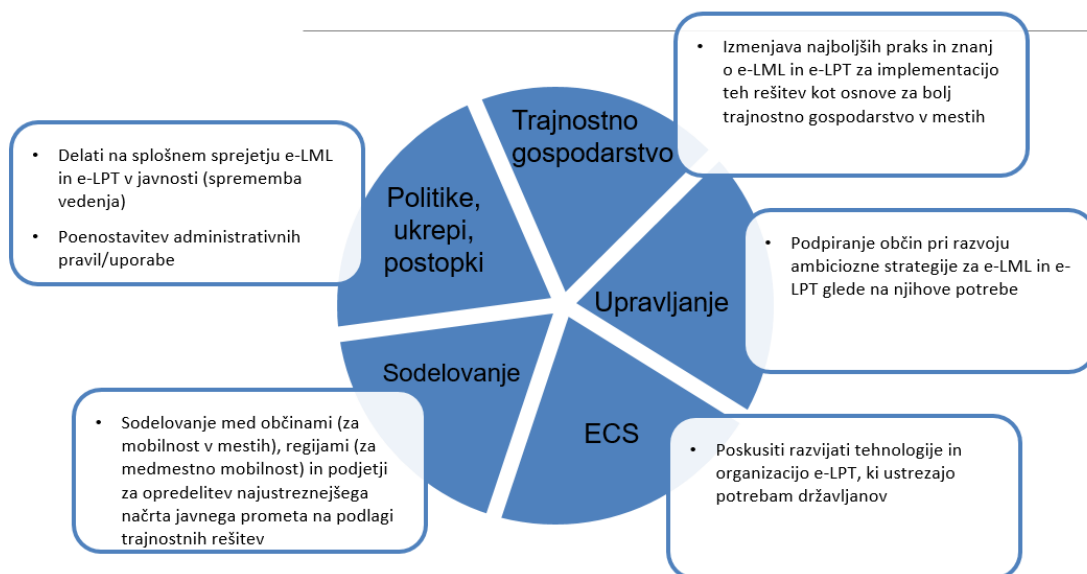 Trajnostno
gospodarstvo
• Izmenjava najboljših praks in znanj
o e-LML in e-LPT za implementacijo
teh rešitev kot osnove za bolj
trajnostno gospodarstvo v mestih
Upravljanje
• Podpiranje občin pri razvoju
ambiciozne strategije za e-LML in e-
LPT glede na njihove potrebe
ECS
• Poskusiti razvijati tehnologije in
organizacijo e-LPT, ki ustrezajo
potrebam državljanov
Sodelovanje
• Sodelovanje med občinami (za
mobilnost v mestih), regijami (za
medmestno mobilnost) in podjetji
za opredelitev najustreznejšega
načrta javnega prometa na podlagi
trajnostnih rešitev
Politike,
ukrepi,
postopki
• Delati na splošnem sprejetju e-LML
in e-LPT v javnosti (sprememba
vedenja)
• Poenostavitev administrativnih
pravil/uporabe